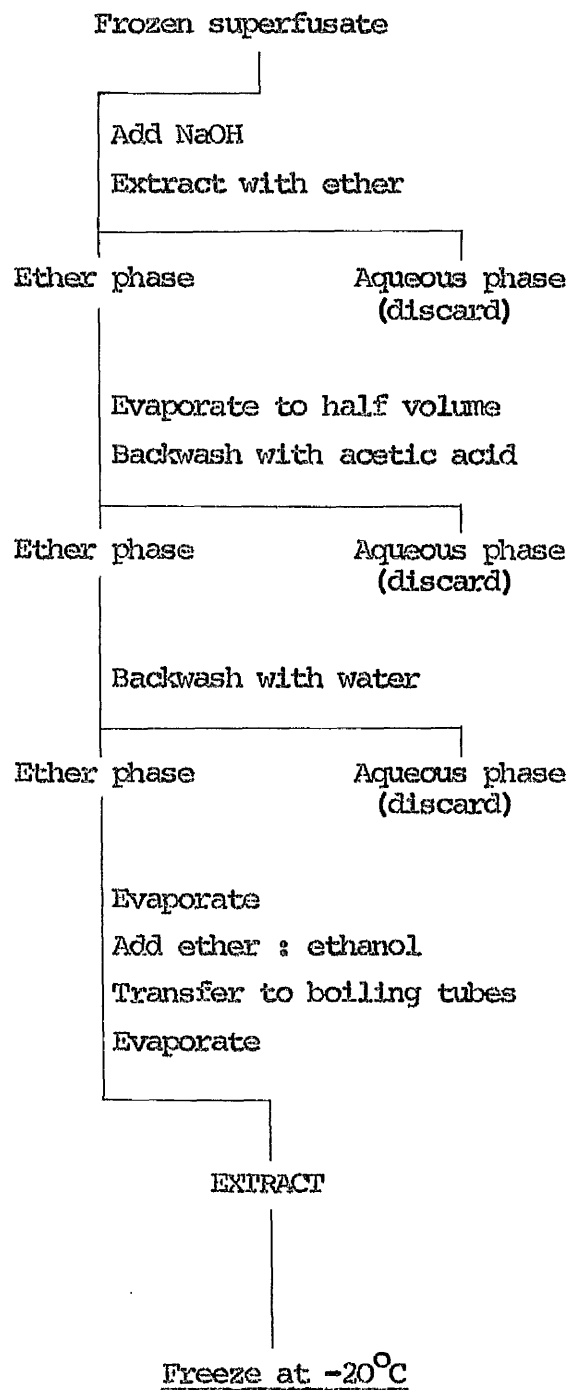 Frozen superfusate
Add NaOH
Extract with ether
Ether phase
Aqueous phase
(discard)
Evaporate to half volume
Backwash with acetic acid
Ether phase
Aqueous phase
(discard)
Backwash with water
Ether phase
Aqueous phase
(discard)
Evaporate
Add ether : ethanol
Transfer to boiling tubes
Evaporate
EXTRACT
Freeze at -20°C